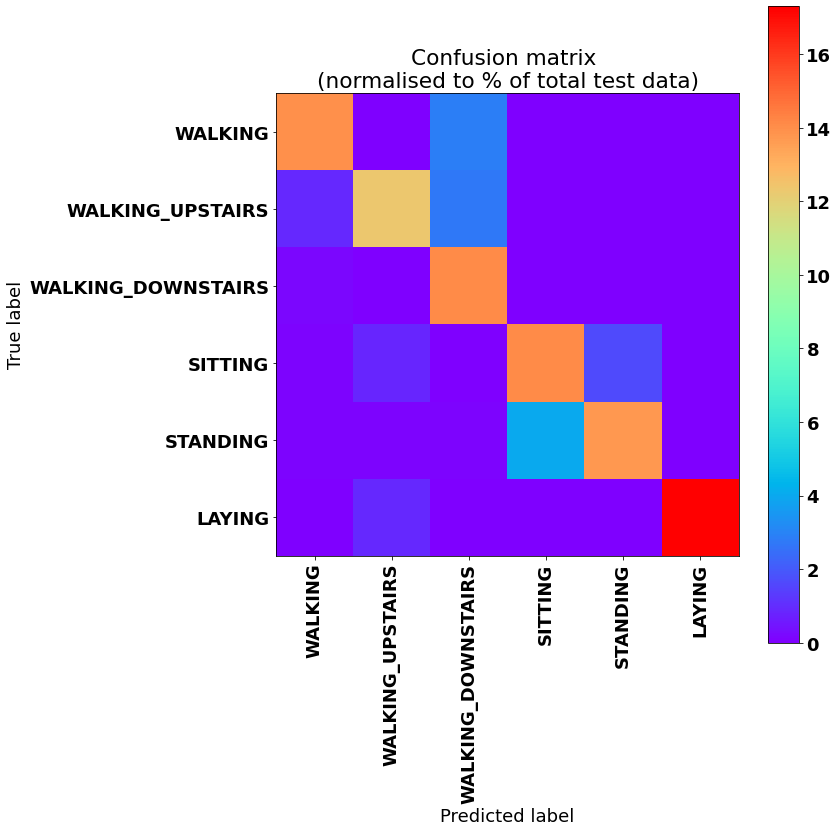 Confusion matrix
(normalised to % of total test data)
True label
WALKING
WALKING_UPSTAIRS
WALKING_DOWNSTAIRS
SITTING
STANDING
LAYING
WALKING
WALKING_UPSTAIRS
WALKING_DOWNSTAIRS
SITTING
STANDING
LAYING
Predicted label
16
14
12
10
8
6
4
2
0